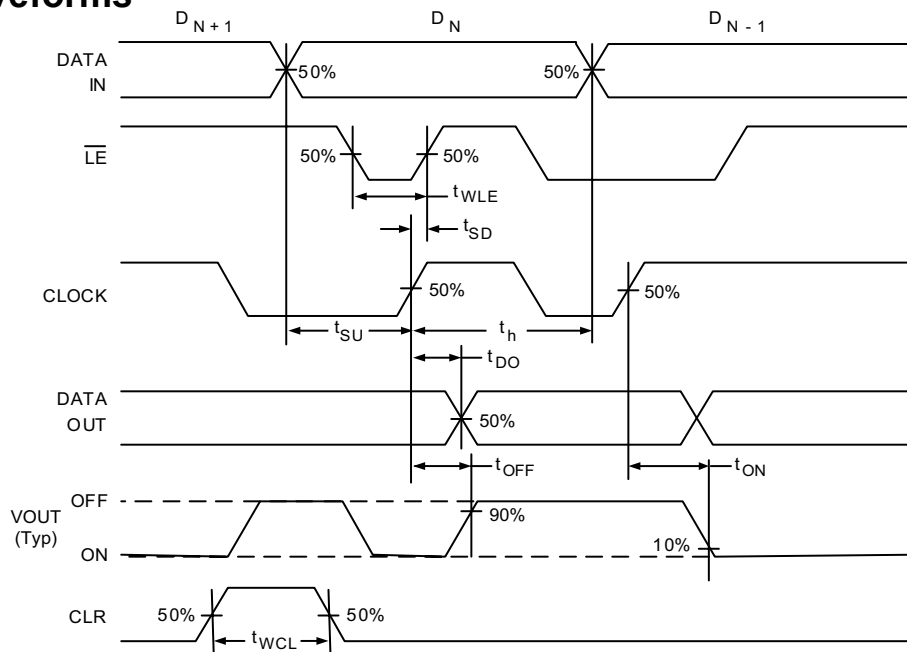 D N + 1 D N D N - 1
DATA IN 50% 50%
LE 50% 50%
t WLE
t SD
CLOCK 50% 50%
t SU t h
t DO
DATA OUT 50%
t OFF t ON
VOUT (Typ) OFF 90%
ON 10%
CLR 50% 50%
t WCL